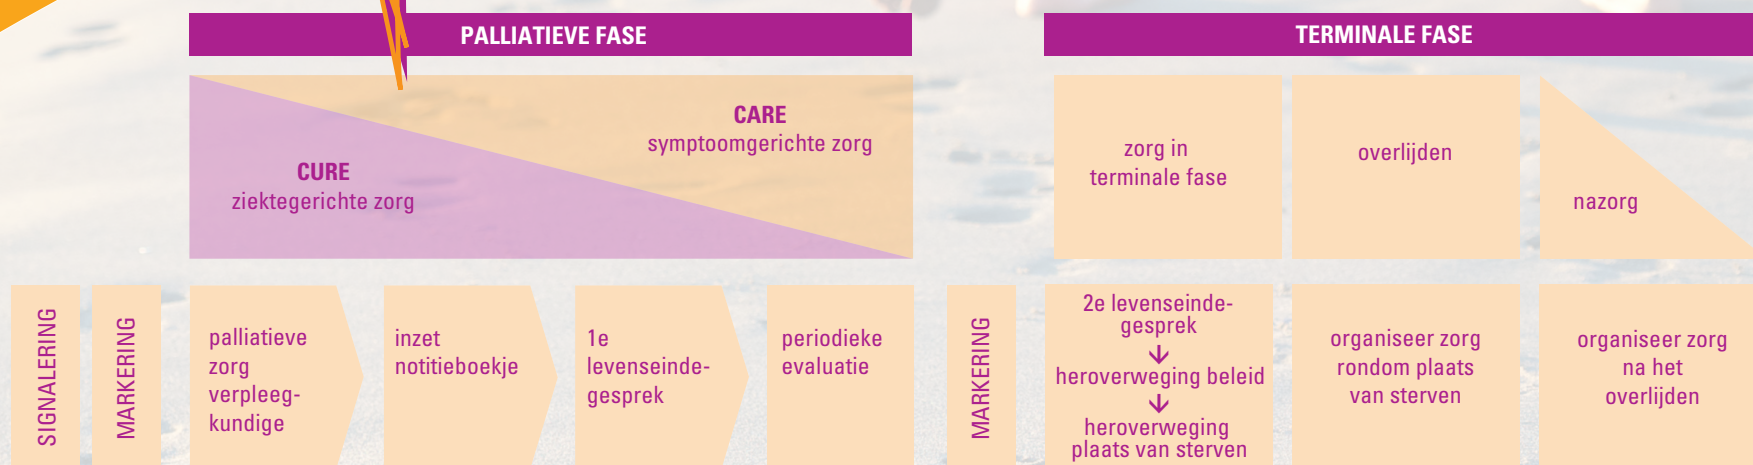 PALLIATIEVE FASE
TERMINALE FASE
CURE
ziektegerichte zorg
CARE
symptoomgerichte zorg
zorg in
terminale fase
overlijden
nazorg
SIGNALERING
MARKERING
palliatieve
zorg
verpleeg-
kundige
inzet
notitieboekje
1e
levenseinde-
gesprek
periodieke
evaluatie
MARKERING
2e levenseinde-
gesprek
heroverweging beleid
heroverweging
plaats van sterven
organiseer zorg
rondom plaats
van sterven
organiseer zorg
na het
overlijden